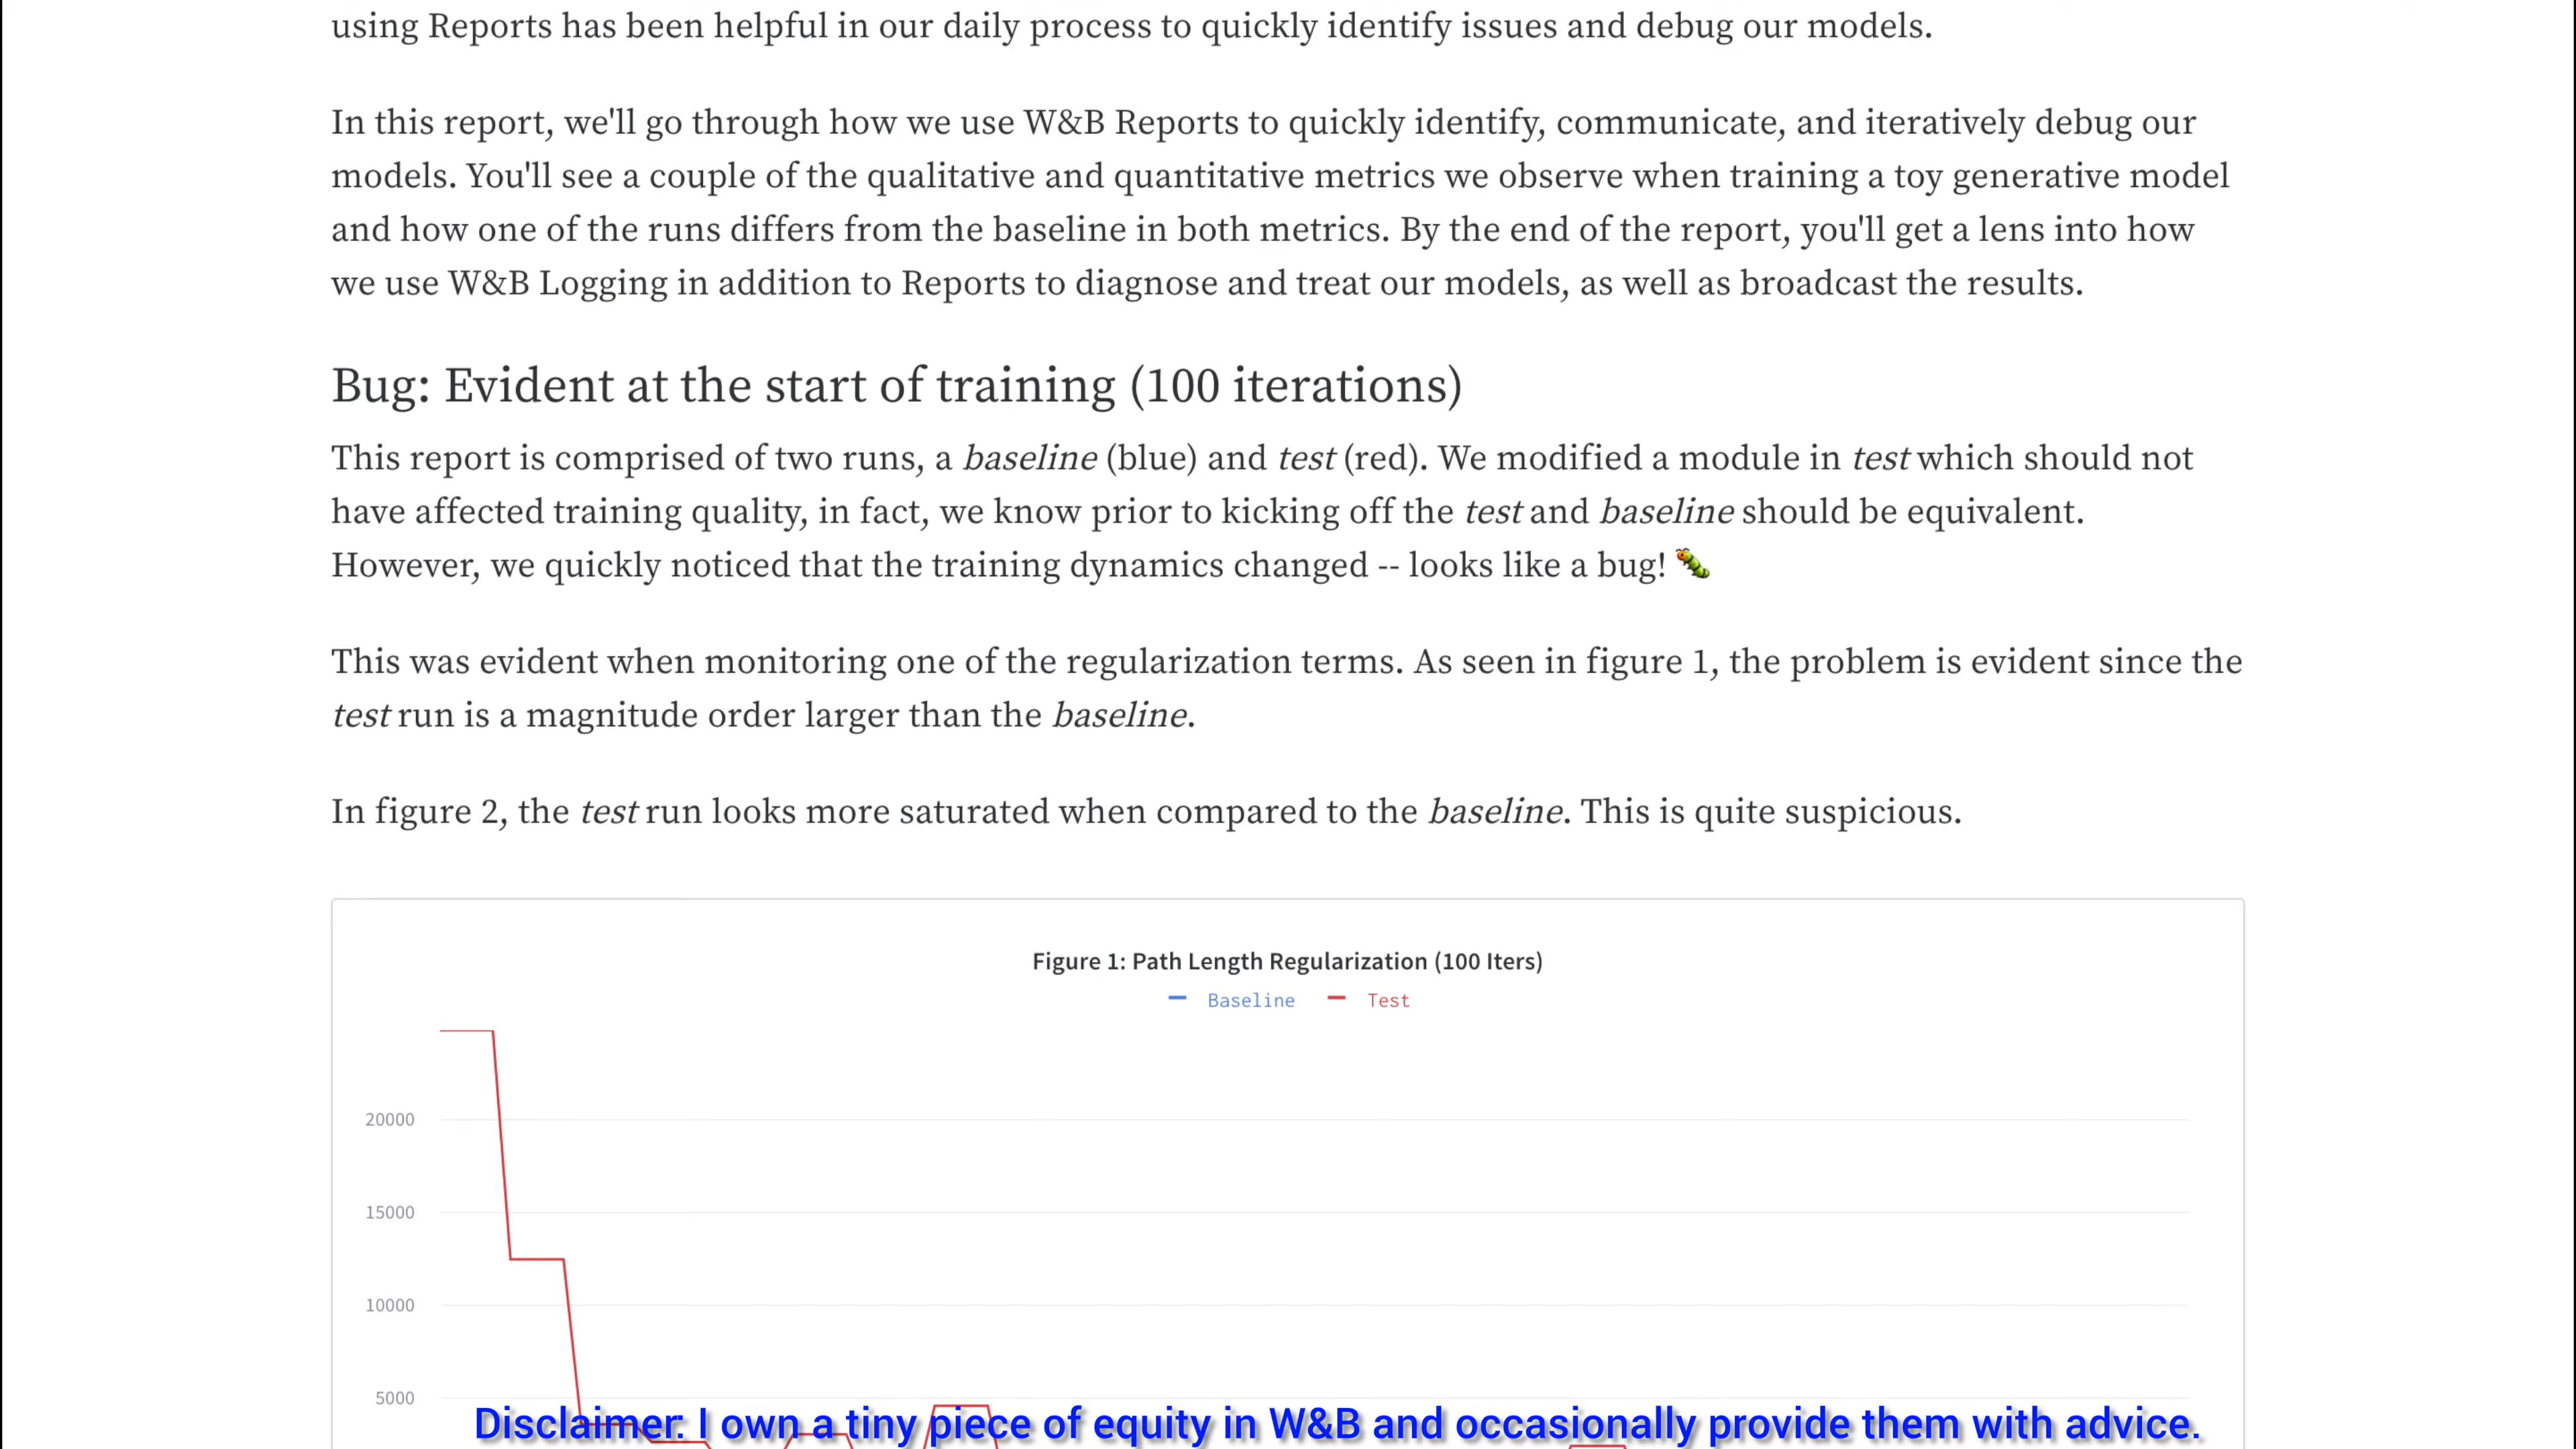 using Reports has been helpful in our daily process to quickly identify issues and debug our models.
In this report, we'll go through how we use W&B Reports to quickly identify, communicate, and iteratively debug our
models. You'll see a couple of the qualitative and quantitative metrics we observe when training a toy generative model
and how one of the runs differs from the baseline in both metrics. By the end of the report, you'll get a lens into how
we use W&B Logging in addition to Reports to diagnose and treat our models, as well as broadcast the results.
Bug: Evident at the start of training (100 iterations)
This report is comprised of two runs, a baseline (blue) and test (red). We modified a module in test which should not
have affected training quality, in fact, we know prior to kicking off the test and baseline should be equivalent.
However, we quickly noticed that the training dynamics changed -- looks like a bug! 🐛
This was evident when monitoring one of the regularization terms. As seen in figure 1, the problem is evident since the
test run is a magnitude order larger than the baseline.
In figure 2, the test run looks more saturated when compared to the baseline. This is quite suspicious.
Figure 1: Path Length Regularization (100 Iters)
Baseline Test
20000
15000
10000
5000
Disclaimer: I own a tiny piece of equity in W&B and occasionally provide them with advice.